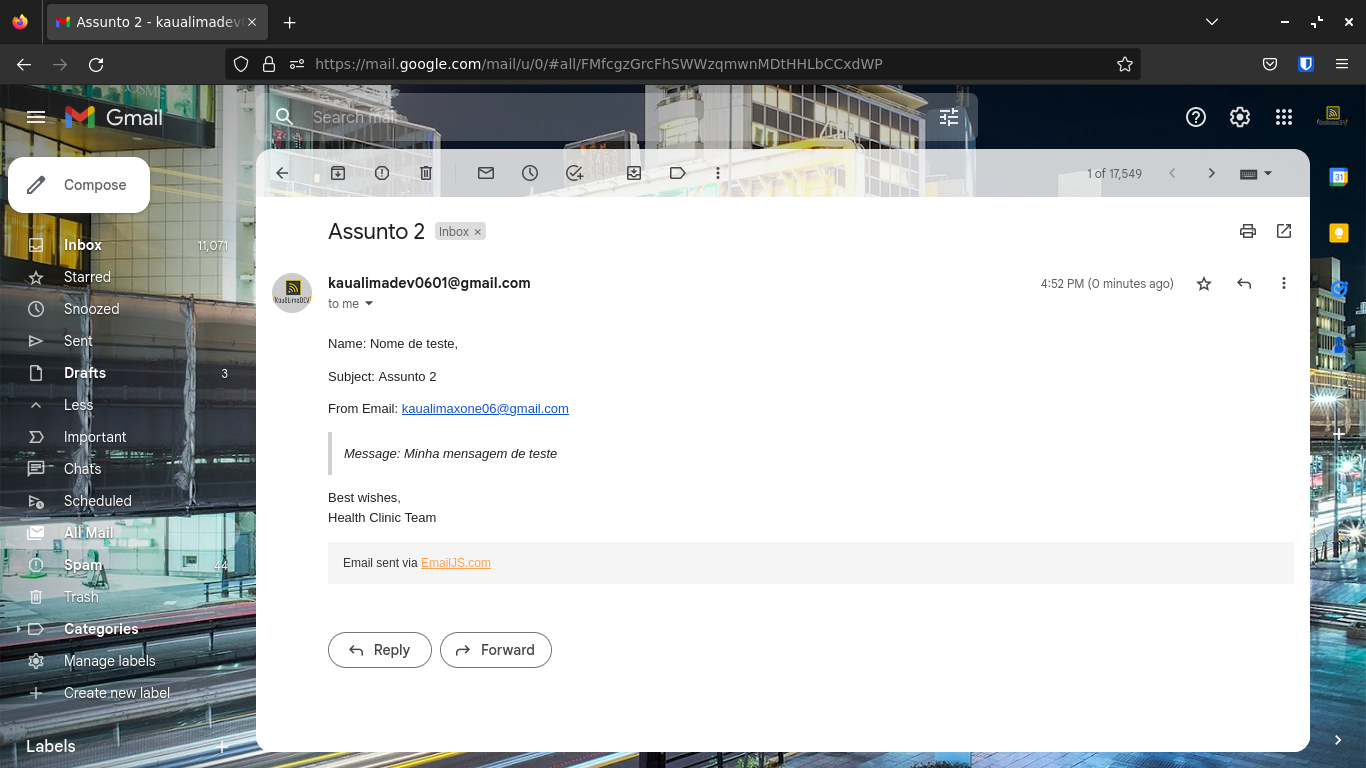 Assunto 2 - kaualimadev
https://mail.google.com/mail/u/0/#all/FMfcgzGrcFhSWWzqmwnMDtHHLbCCxdWP
Gmail
Search mail
Compose
1 of 17,549
31
Inbox 11,071
Starred
Snoozed
Sent
Drafts 3
Less
Important
Chats
Scheduled
All Mail
Spam 44
Trash
Categories
Manage labels
Create new label
Labels
Assunto 2 Inbox ×
kaualimadev0601@gmail.com
4:52 PM (0 minutes ago)
to me
Name: Nome de teste,
Subject: Assunto 2
From Email: kaualimaxone06@gmail.com
Message: Minha mensagem de teste
Best wishes,
Health Clinic Team
Email sent via EmailJS.com
Reply Forward